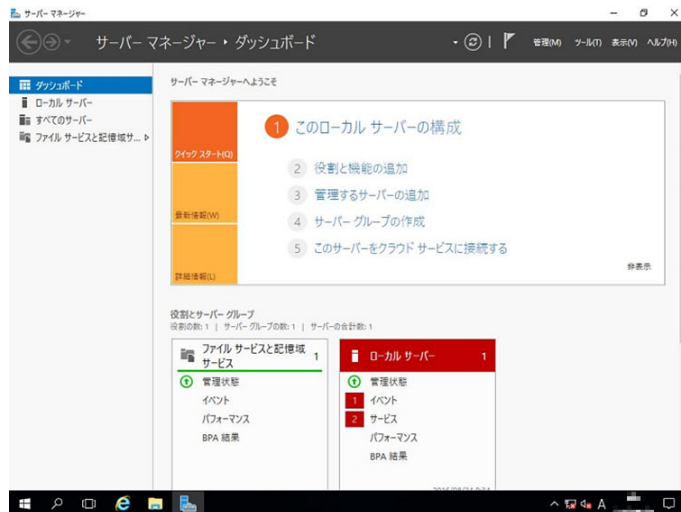 サーバー マネージャー
サーバー マネージャー ・ ダッシュボード
管理(M) ツール(T) 表示(V) ヘルプ(H)
ダッシュボード
ローカル サーバー
すべてのサーバー
ファイル サービスと記憶域サ...
サーバー マネージャーへようこそ
クイック スタート(Q)
最新情報(W)
詳細情報(L)
1 このローカル サーバーの構成
2 役割と機能の追加
3 管理するサーバーの追加
4 サーバー グループの作成
5 このサーバーをクラウド サービスに接続する
非表示
役割とサーバー グループ
役割の数: 1 | サーバー グループの数: 1 | サーバーの合計数: 1
ファイル サービスと記憶域 1
サービス
管理状態
イベント
パフォーマンス
BPA 結果
ローカル サーバー 1
管理状態
1 イベント
2 サービス
パフォーマンス
BPA 結果
A